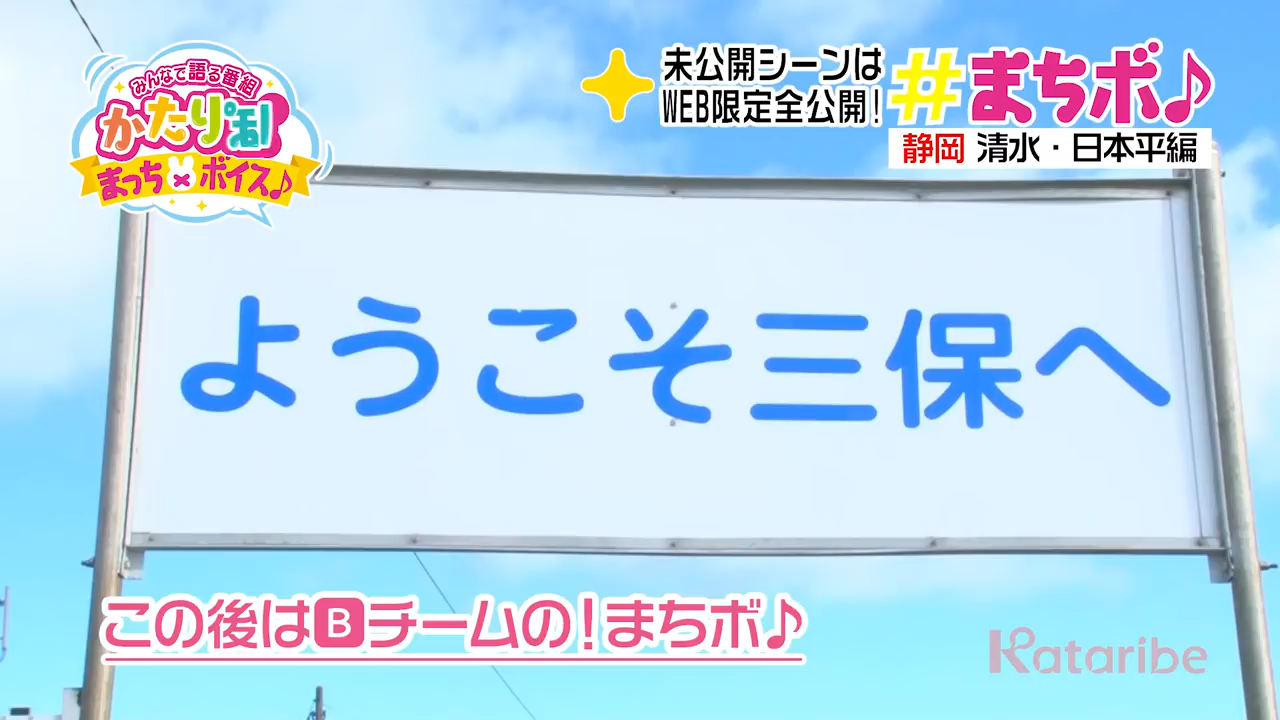 みんなで語る番組
かたりつ刮
まっち×ボイス♪
未公開シーンは
WEB限定全公開!
#まちボ♪
静岡 清水・日本平編
ようこそ三保へ
この後はBチームの!まちボ♪
Kataribe